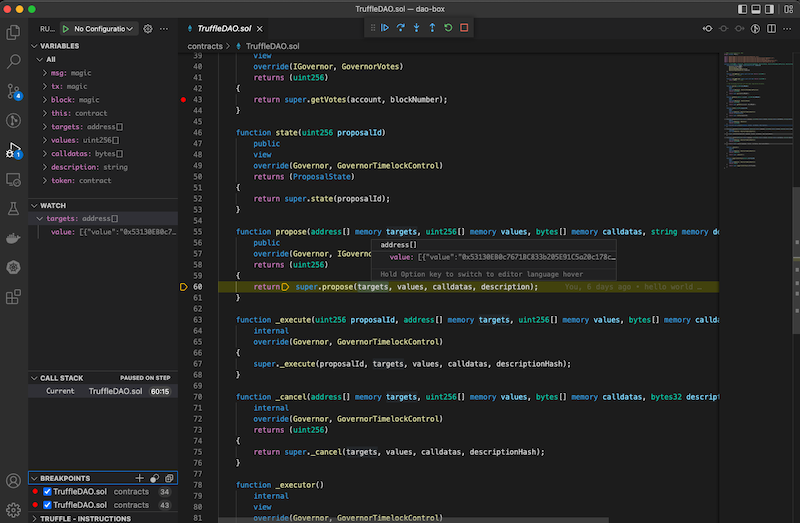 TruffleDAO.sol — dao-box
RU...
No Configuratio
TruffleDAO.sol
VARIABLES
contracts > TruffleDAO.sol
All
msg: magic
tx: magic
block: magic
this: contract
targets: address[]
values: uint256[]
calldatas: bytes[]
description: string
token: contract
WATCH
targets: address[]
value: [{"value":"0x53130EB0c7…
CALL STACK
PAUSED ON STEP
Current TruffleDAO.sol 60:15
BREAKPOINTS
TruffleDAO.sol contracts 34
TruffleDAO.sol contracts 43
TRUFFLE - INSTRUCTIONS
4
1
39 view
40 override(IGovernor, GovernorVotes)
41 returns (uint256)
42 {
43 return super.getVotes(account, blockNumber);
44 }
45
46 function state(uint256 proposalId)
47 public
48 view
49 override(Governor, GovernorTimelockControl)
50 returns (ProposalState)
51 {
52 return super.state(proposalId);
53 }
54
55 function propose(address[] memory targets, uint256[] memory values, bytes[] memory calldatas, string memory de
56 public
57 override(Governor, IGoverno
58 returns (uint256)
59 {
60 return super.propose(targets, values, calldatas, description); You, 6 days ago • hello world …
61 }
62
63 function _execute(uint256 proposalId, address[] memory targets, uint256[] memory values, bytes[] memory callda
64 internal
65 override(Governor, GovernorTimelockControl)
66 {
67 super._execute(proposalId, targets, values, calldatas, descriptionHash);
68 }
69
70 function _cancel(address[] memory targets, uint256[] memory values, bytes[] memory calldatas, bytes32 descript
71 internal
72 override(Governor, GovernorTimelockControl)
73 returns (uint256)
74 {
75 return super._cancel(targets, values, calldatas, descriptionHash);
76 }
77
78 function _executor()
79 internal
80 view
81 override(Governor, GovernorTimelockControl)
address[]
value: [{"value":"0x53130EB0c7671BC833b205E91C5a20c178c…
Hold Option key to switch to editor language hover